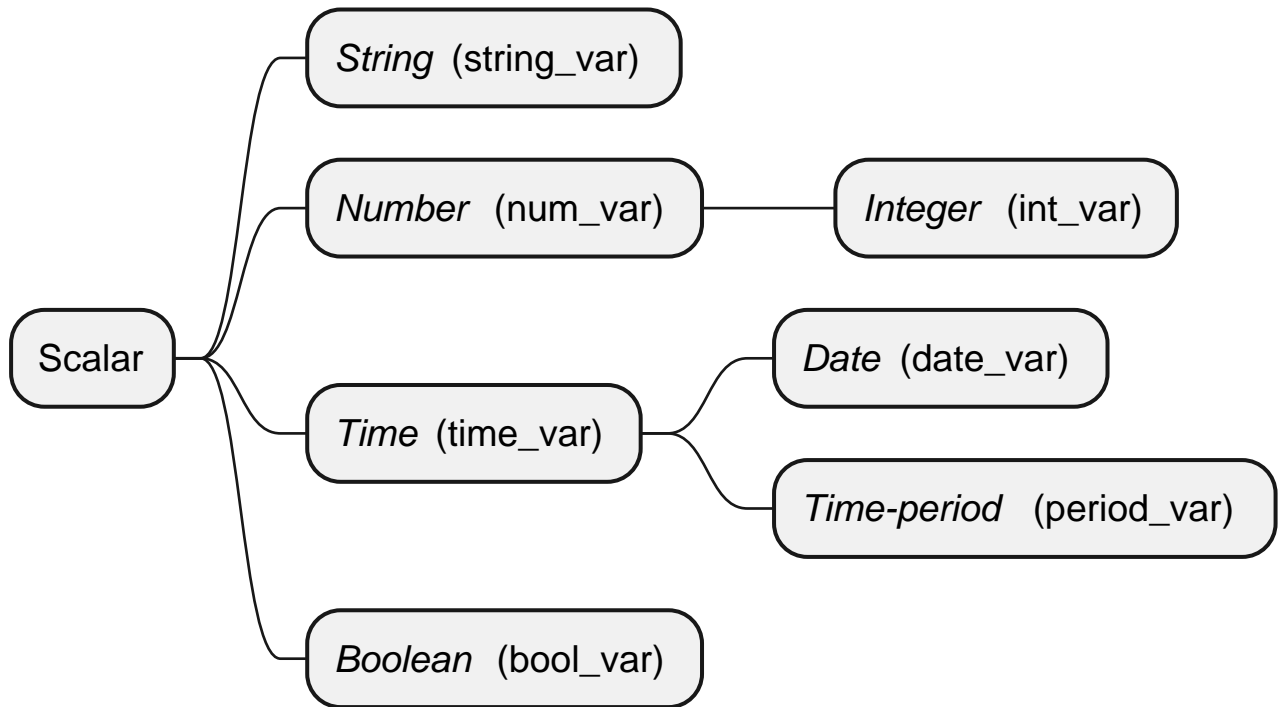 String (string_var)
Number (num_var)
Integer (int_var)
Scalar
Date (date_var)
Time (time_var)
Time-period (period_var)
Boolean (bool_var)